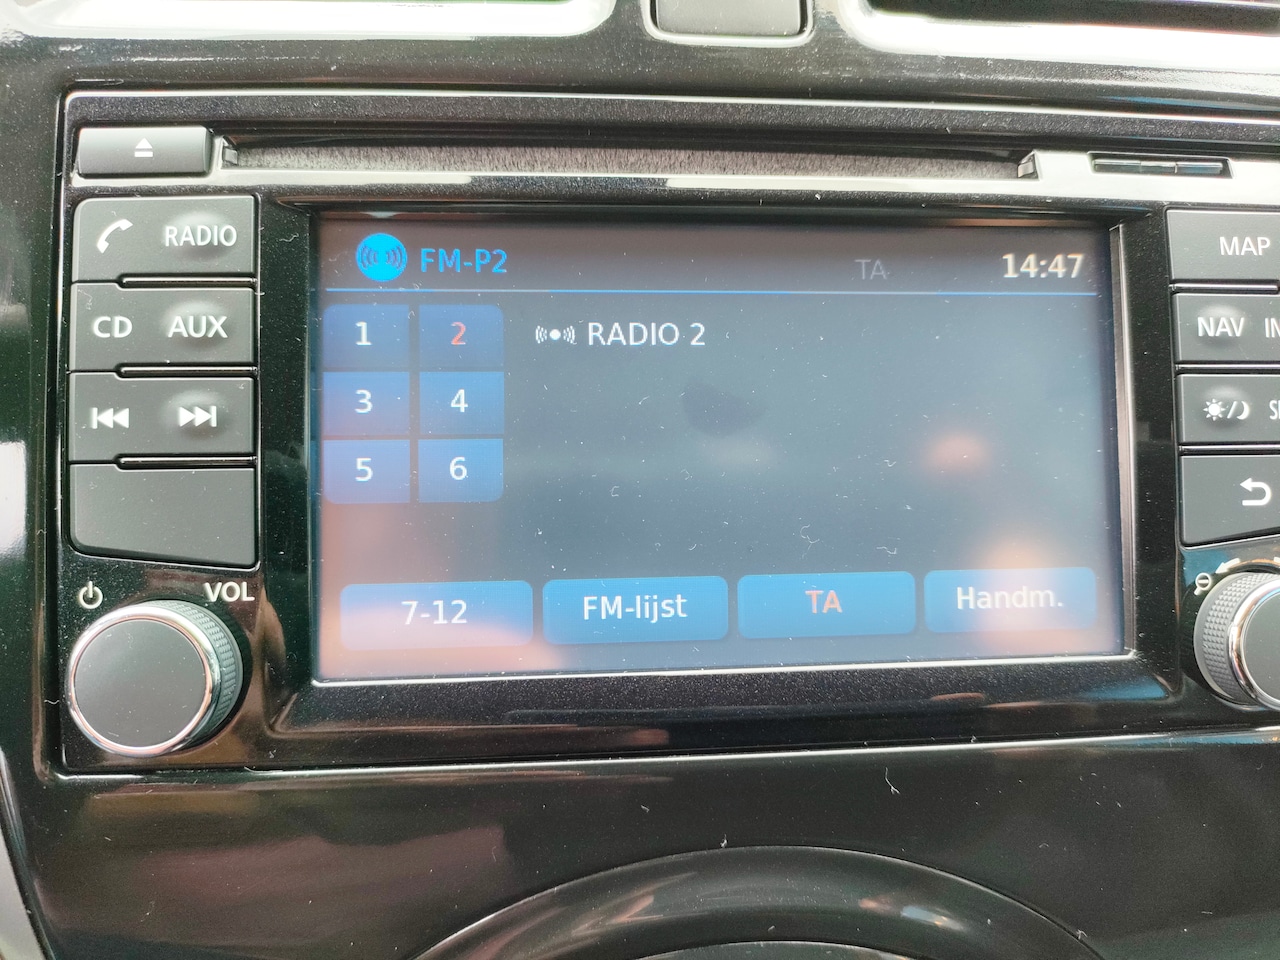 RADIO
MAP
FM-P2
TA
14:47
CD
AUX
NAV
1
2
RADIO 2
3
4
5
6
VOL
7-12
FM-lijst
TA
Handm.